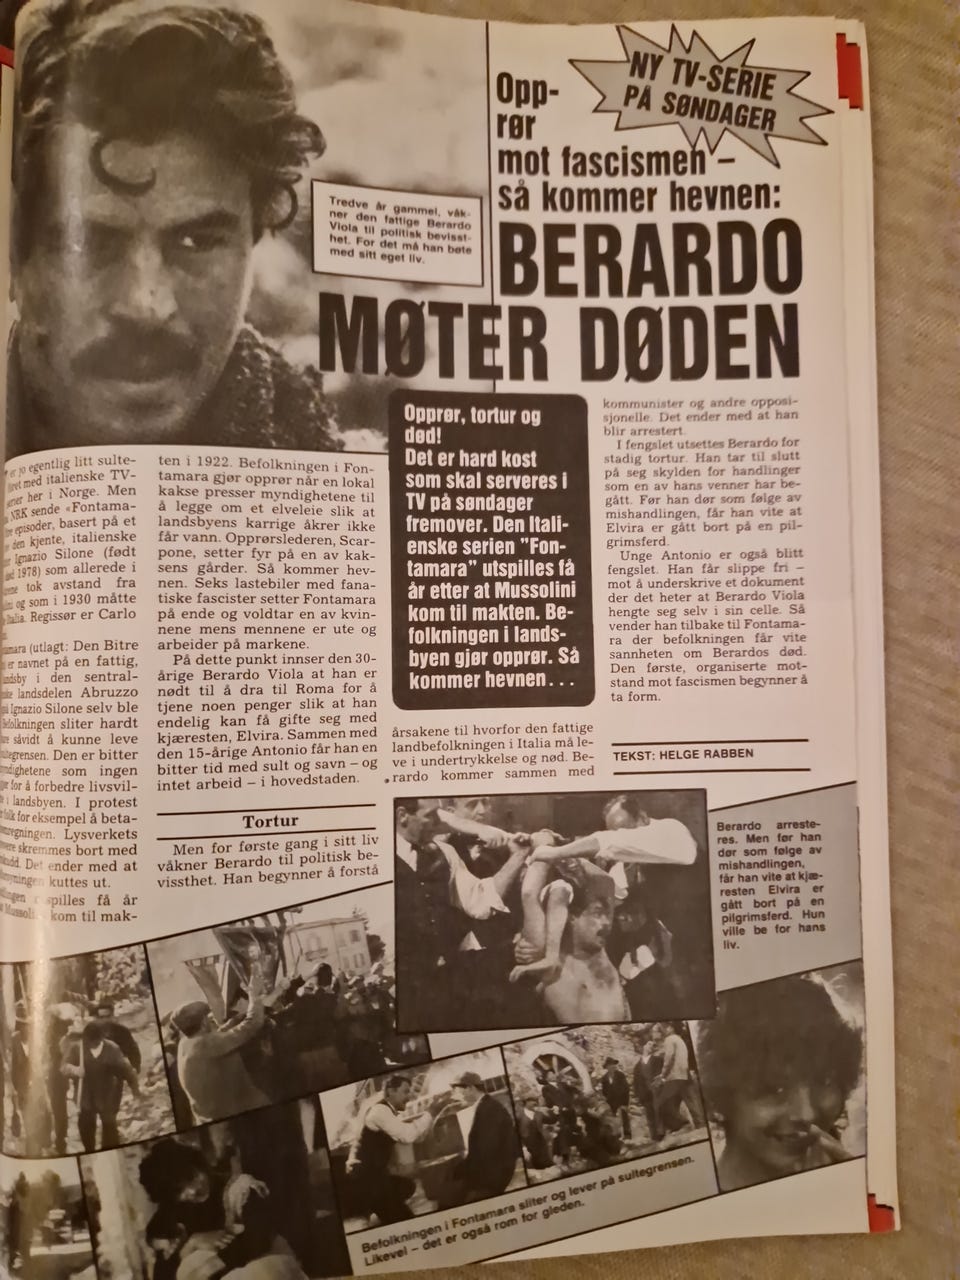 NY TV-SERIE
PÅ SØNDAGER
Opp-
rør
mot fascismen –
så kommer hevnen:
BERARDO
MØTER DØDEN
Tredve år gammel, våk-
ner den fattige Berardo
Viola til politisk bevisst-
het. For det må han bøte
med sitt eget liv.
er jo egentlig litt sulte-
foret med italienske TV-
her i Norge. Men
NRK sende «Fontama-
episoder, basert på et
den kjente, italienske
Ignazio Silone (født
1978) som allerede i
tok avstand fra
og som i 1930 måtte
Italia. Regissør er Carlo
(utlagt: Den Bitre
er navnet på en fattig,
landsby i den sentral-
landsdelen Abruzzo
Ignazio Silone selv ble
Befolkningen sliter hardt
såvidt å kunne leve
sultegrensen. Den er bitter
myndighetene som ingen
for å forbedre livsvil-
i landsbyen. I protest
folk for eksempel å beta-
regningen. Lysverkets
skremmes bort med
Det ender med at
kuttes ut.
spilles få år
Mussolini kom til mak-
ten i 1922. Befolkningen i Fon-
tamara gjør opprør når en lokal
kakse presser myndighetene til
å legge om et elveleie slik at
landsbyens karrige åkrer ikke
får vann. Opprørslederen, Scar-
pone, setter fyr på en av kak-
sens gårder. Så kommer hev-
nen. Seks lastebiler med fana-
tiske fascister setter Fontamara
på ende og voldtar en av kvin-
nene mens mennene er ute og
arbeider på markene.
På dette punkt innser den 30-
årige Berardo Viola at han er
nødt til å dra til Roma for å
tjene noen penger slik at han
endelig kan få gifte seg med
kjæresten, Elvira. Sammen med
den 15-årige Antonio får han en
bitter tid med sult og savn – og
intet arbeid – i hovedstaden.
Tortur
Men for første gang i sitt liv
våkner Berardo til politisk be-
vissthet. Han begynner å forstå
Opprør, tortur og
død!
Det er hard kost
som skal serveres i
TV på søndager
fremover. Den Itali-
enske serien "Fon-
tamara" utspilles få
år etter at Mussolini
kom til makten. Be-
folkningen i lands-
byen gjør opprør. Så
kommer hevnen...
årsakene til hvorfor den fattige
landbefolkningen i Italia må le-
ve i undertrykkelse og nød. Be-
rardo kommer sammen med
kommunister og andre opposi-
sjonelle. Det ender med at han
blir arrestert.
I fengslet utsettes Berardo for
stadig tortur. Han tar til slutt
på seg skylden for handlinger
som en av hans venner har be-
gått. Før han dør som følge av
mishandlingen, får han vite at
Elvira er gått bort på en pil-
grimsferd.
Unge Antonio er også blitt
fengslet. Han får slippe fri –
mot å underskrive et dokument
der det heter at Berardo Viola
hengte seg selv i sin celle. Så
vender han tilbake til Fontama-
ra der befolkningen får vite
sannheten om Berardos død.
Den første, organiserte mot-
stand mot fascismen begynner å
ta form.
TEKST: HELGE RABBEN
Berardo arreste-
res. Men før han
dør som følge av
mishandlingen,
får han vite at kjæ-
resten Elvira er
gått bort på en
pilgrimsferd. Hun
ville be for hans
liv.
Befolkningen i Fontamara sliter og lever på sultegrensen.
Likevel – det er også rom for gleden.